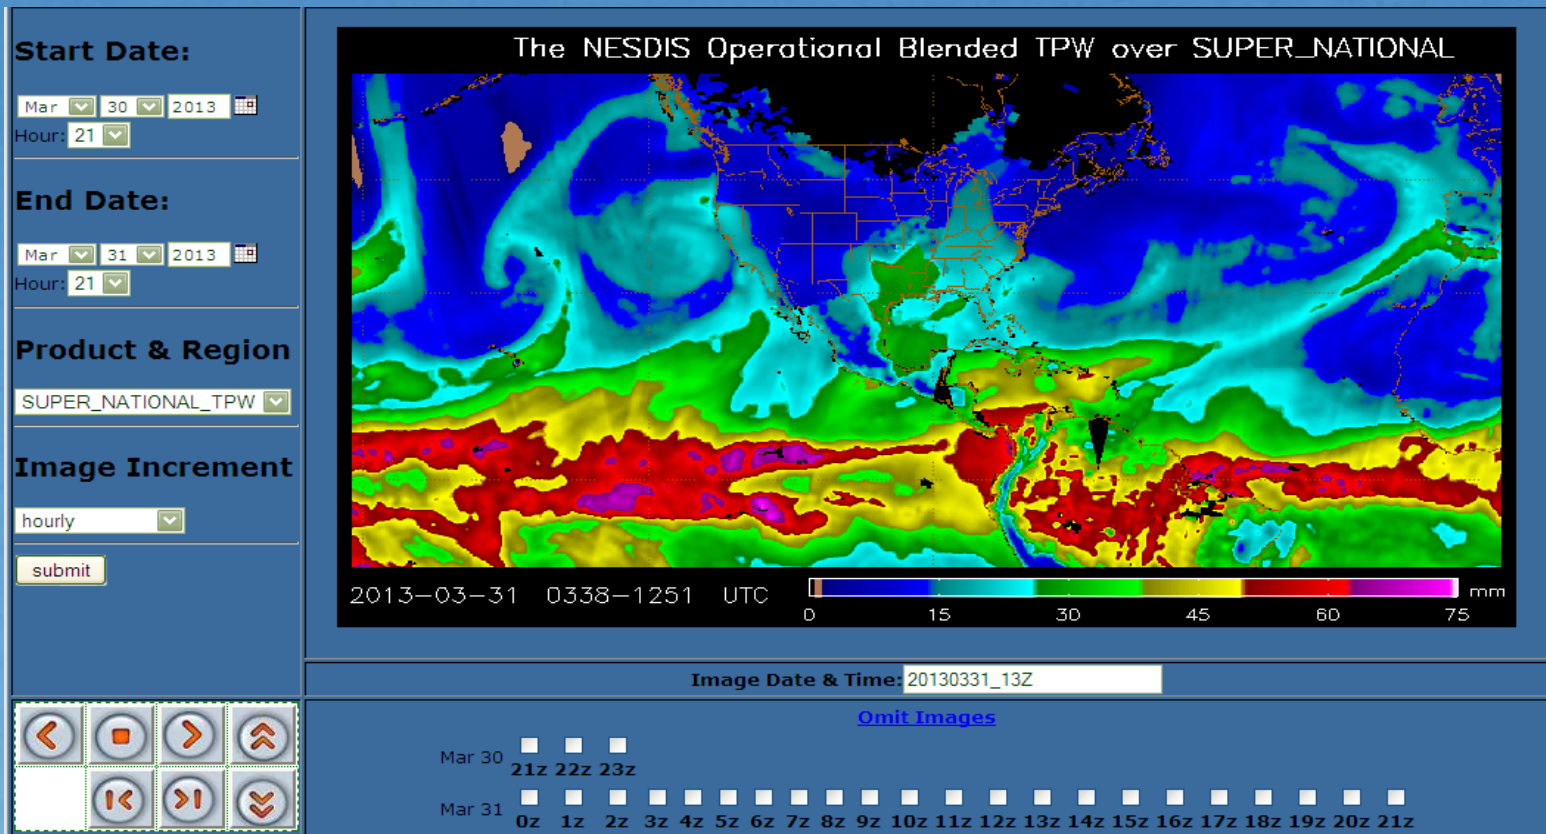 Start Date:
Mar 30 2013
Hour: 21
End Date:
Mar 31 2013
Hour: 21
Product & Region
SUPER_NATIONAL_TPW
Image Increment
hourly
submit
The NESDIS Operational Blended TPW over SUPER_NATIONAL
2013-03-31 0338-1251 UTC
mm
0 15 30 45 60 75
Image Date & Time: 20130331_13Z
Omit Images
Mar 30
21z 22z 23z
Mar 31
0z 1z 2z 3z 4z 5z 6z 7z 8z 9z 10z 11z 12z 13z 14z 15z 16z 17z 18z 19z 20z 21z